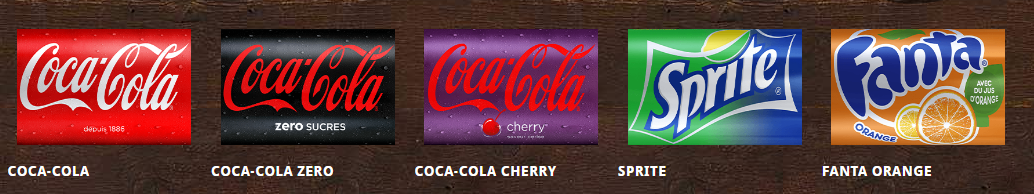 Coca-Cola
depuis 1886
COCA-COLA
Coca-Cola
zero SUCRES
COCA-COLA ZERO
Coca-Cola
cherry
COCA-COLA CHERRY
Sprite
SPRITE
Fanta
AVEC
DU JUS
D'ORANGE
ORANGE
FANTA ORANGE